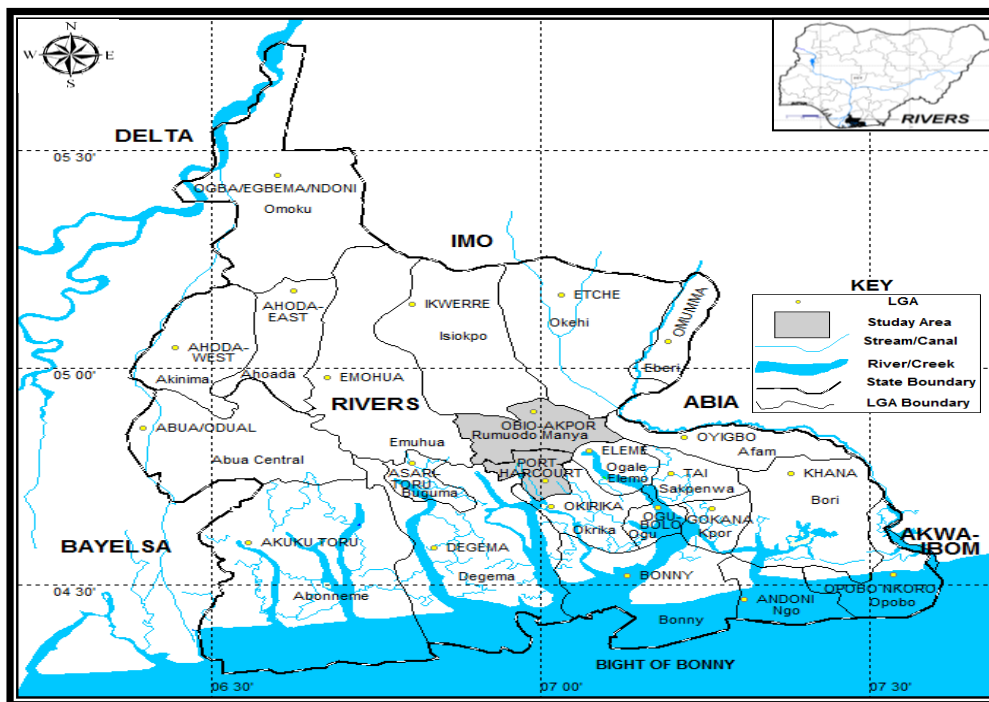 N
W
E
S
RIVERS
DELTA
05 30'
OGBA/EGBEMA/NDONI
Omoku
IMO
KEY
LGA
Studay Area
Stream/Canal
River/Creek
State Boundary
LGA Boundary
AHODA-
EAST
IKWERRE
ETCHE
Okehi
OMUMMA
Isiokpo
AHODA-
WEST
Eberi
05 00'
Akinima
Ahoada
EMOHUA
RIVERS
ABIA
ABUA/ODUAL
OBIO-AKPOR
Rumuodo Manya
OYIGBO
Afam
Emuhua
ELEME
Abua Central
PORT-
HARCOURT
Ogale
Elemo
TAI
Sakpenwa
KHANA
Bori
ASARI-
TORU
Buguma
OKIRIKA
Okrika
OGU-
BOLO
Ogu
GOKANA
Kpor
BAYELSA
AKUKU TORU
DEGEMA
Degema
AKWA-
IBOM
BONNY
04 30'
Abonneme
ANDONI
Ngo
OPOBO NKORO
Opobo
Bonny
BIGHT OF BONNY
06 30'
07 00'
07 30'